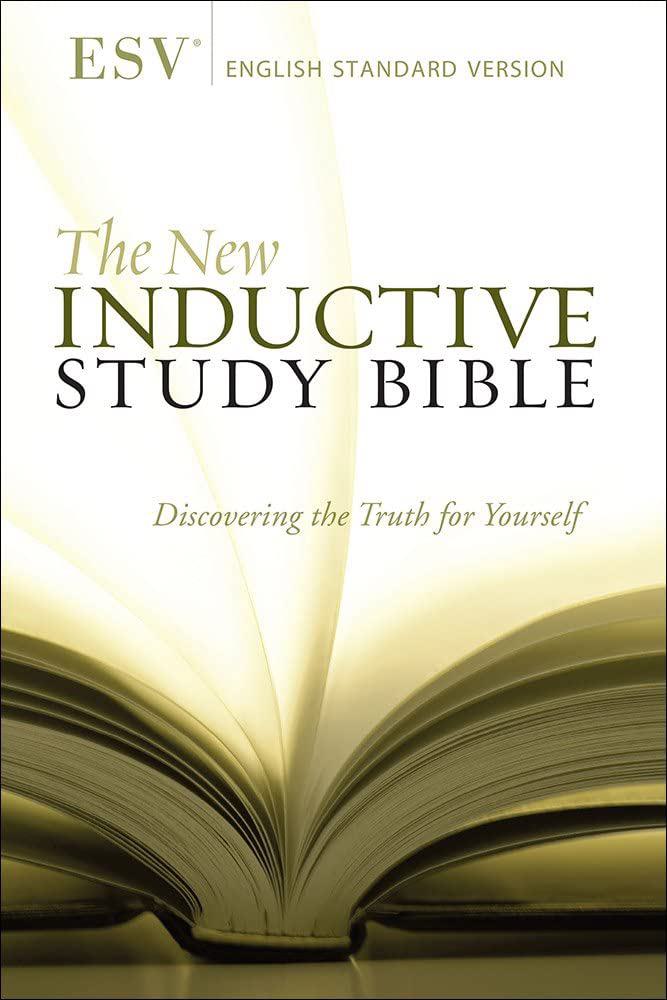 ESV® ENGLISH STANDARD VERSION
The New
INDUCTIVE
STUDY BIBLE
Discovering the Truth for Yourself